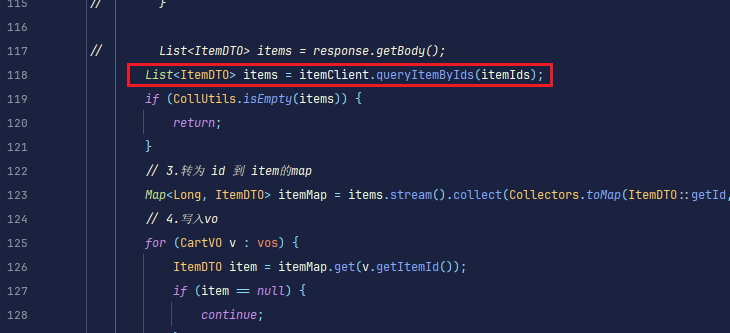 115 // }
116
117 // List<ItemDTO> items = response.getBody();
118 List<ItemDTO> items = itemClient.queryItemByIds(itemIds);
119 if (CollUtils.isEmpty(items)) {
120 return;
121 }
122 // 3.转为 id 到 item的map
123 Map<Long, ItemDTO> itemMap = items.stream().collect(Collectors.toMap(ItemDTO::getId,
124 // 4.写入vo
125 for (CartVO v : vos) {
126 ItemDTO item = itemMap.get(v.getItemId());
127 if (item == null) {
128 continue;